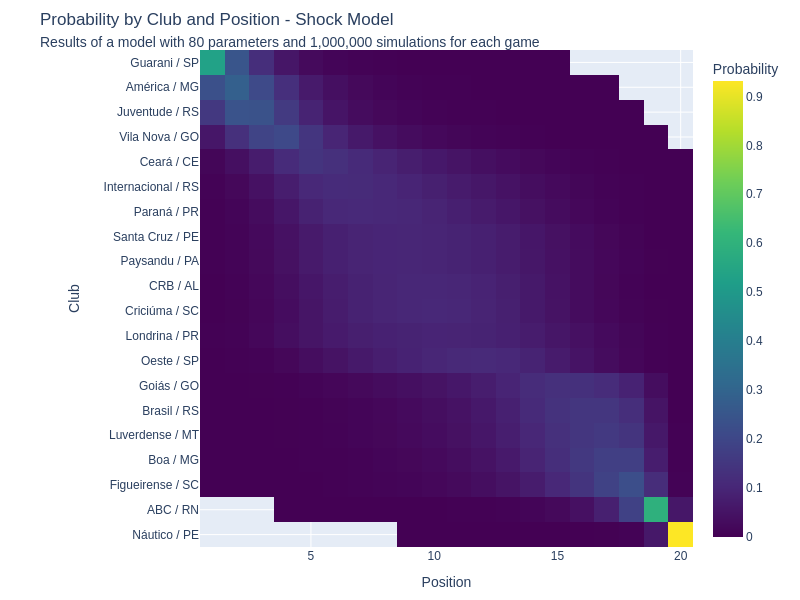 Probability by Club and Position - Shock Model
Results of a model with 80 parameters and 1,000,000 simulations for each game
Guarani / SP
América / MG
Juventude / RS
Vila Nova / GO
Ceará / CE
Internacional / RS
Paraná / PR
Santa Cruz / PE
Paysandu / PA
CRB / AL
Criciúma / SC
Londrina / PR
Oeste / SP
Goiás / GO
Brasil / RS
Luverdense / MT
Boa / MG
Figueirense / SC
ABC / RN
Náutico / PE
Club
5 10 15 20
Position
Probability
0.9
0.8
0.7
0.6
0.5
0.4
0.3
0.2
0.1
0